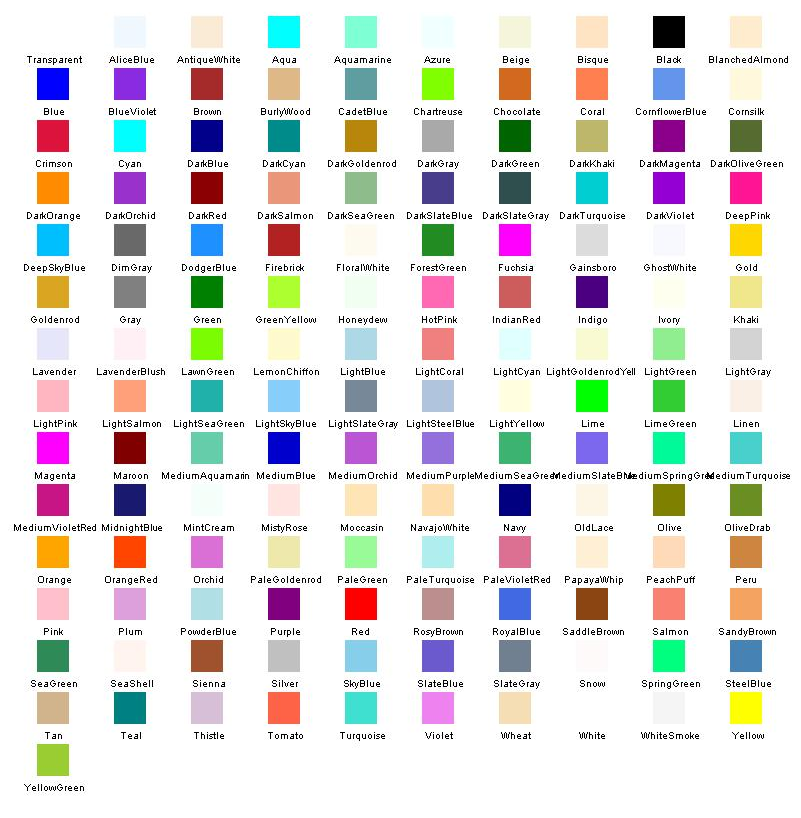 Transparent AliceBlue AntiqueWhite Aqua Aquamarine Azure Beige Bisque Black BlanchedAlmond
Blue BlueViolet Brown BurlyWood CadetBlue Chartreuse Chocolate Coral CornflowerBlue Cornsilk
Crimson Cyan DarkBlue DarkCyan DarkGoldenrod DarkGray DarkGreen DarkKhaki DarkMagenta DarkOliveGreen
DarkOrange DarkOrchid DarkRed DarkSalmon DarkSeaGreen DarkSlateBlue DarkSlateGray DarkTurquoise DarkViolet DeepPink
DeepSkyBlue DimGray DodgerBlue Firebrick FloralWhite ForestGreen Fuchsia Gainsboro GhostWhite Gold
Goldenrod Gray Green GreenYellow Honeydew HotPink IndianRed Indigo Ivory Khaki
Lavender LavenderBlush LawnGreen LemonChiffon LightBlue LightCoral LightCyan LightGoldenrodYell LightGreen LightGray
LightPink LightSalmon LightSeaGreen LightSkyBlue LightSlateGray LightSteelBlue LightYellow Lime LimeGreen Linen
Magenta Maroon MediumAquamarin MediumBlue MediumOrchid MediumPurple MediumSeaGreen MediumSlateBlue MediumSpringGree MediumTurquoise
MediumVioletRed MidnightBlue MintCream MistyRose Moccasin NavajoWhite Navy OldLace Olive OliveDrab
Orange OrangeRed Orchid PaleGoldenrod PaleGreen PaleTurquoise PaleVioletRed PapayaWhip PeachPuff Peru
Pink Plum PowderBlue Purple Red RosyBrown RoyalBlue SaddleBrown Salmon SandyBrown
SeaGreen SeaShell Sienna Silver SkyBlue SlateBlue SlateGray Snow SpringGreen SteelBlue
Tan Teal Thistle Tomato Turquoise Violet Wheat White WhiteSmoke Yellow
YellowGreen